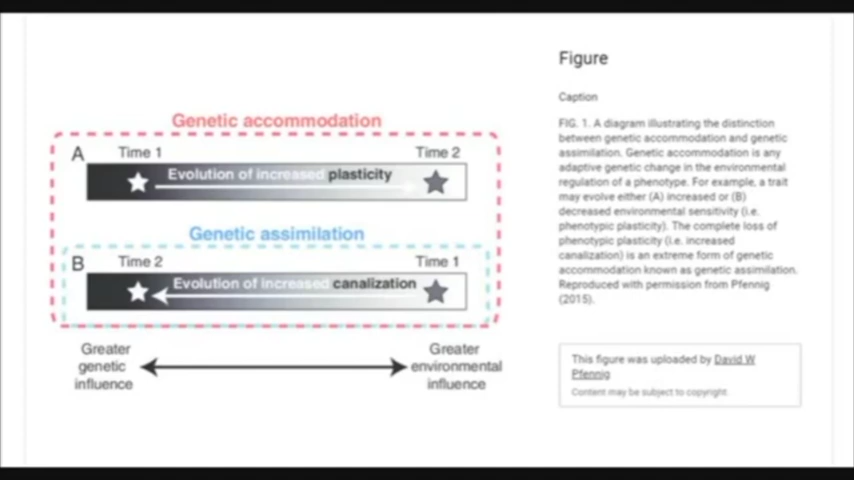 Genetic accommodation
A
Time 1
Time 2
Evolution of increased plasticity
Genetic assimilation
B
Time 2
Time 1
Evolution of increased canalization
Greater
genetic
influence
Greater
environmental
influence
Figure
Caption
FIG. 1. A diagram illustrating the distinction
between genetic accommodation and genetic
assimilation. Genetic accommodation is any
adaptive genetic change in the environmental
regulation of a phenotype. For example, a trait
may evolve either (A) increased or (B)
decreased environmental sensitivity (i.e.
phenotypic plasticity). The complete loss of
phenotypic plasticity (i.e. increased
canalization) is an extreme form of genetic
accommodation known as genetic assimilation.
Reproduced with permission from Pfennig
(2015).
This figure was uploaded by David W
Pfennig
Content may be subject to copyright.